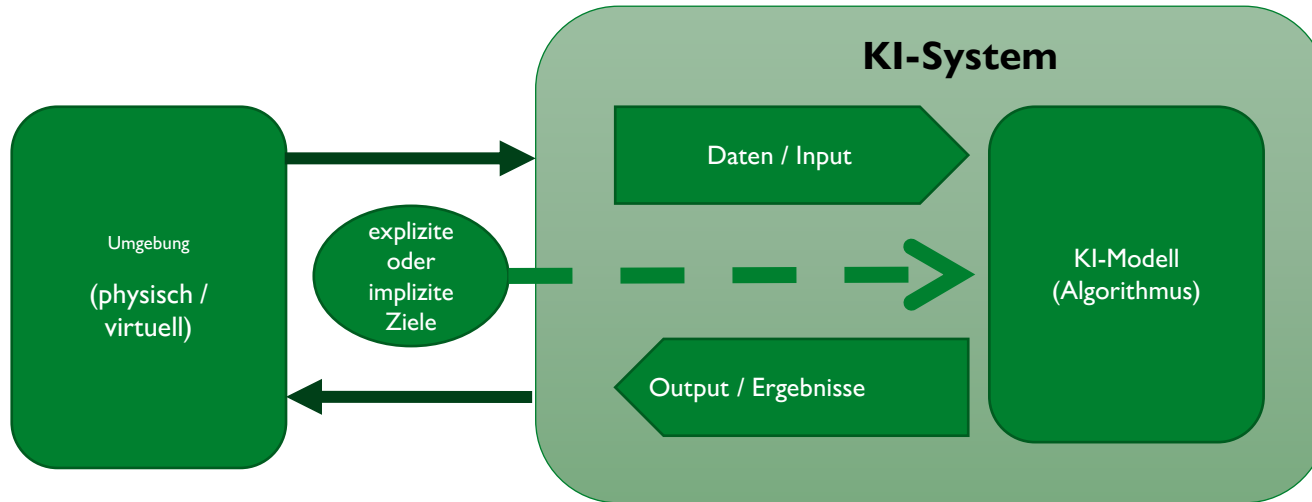 KI-System
Daten / Input
Umgebung
(physisch /
virtuell)
explizite
oder
implizite
Ziele
KI-Modell
(Algorithmus)
Output / Ergebnisse